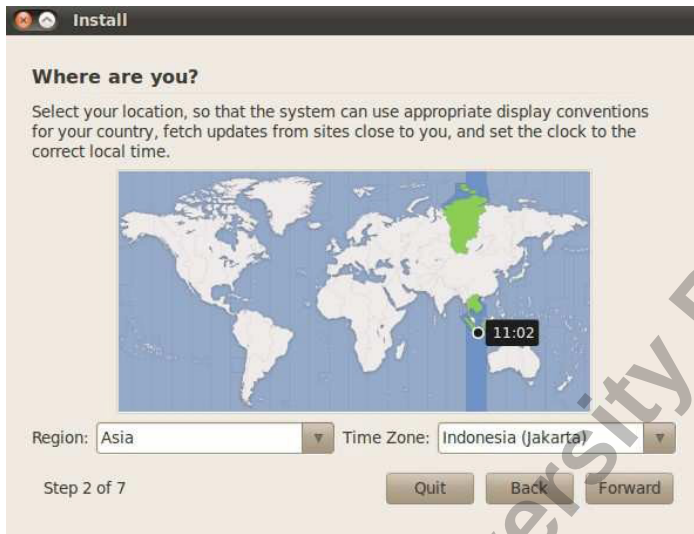 Install
Where are you?
Select your location, so that the system can use appropriate display conventions
for your country, fetch updates from sites close to you, and set the clock to the
correct local time.
11:02
Region: Asia Time Zone: Indonesia (Jakarta)
Step 2 of 7 Quit Back Forward